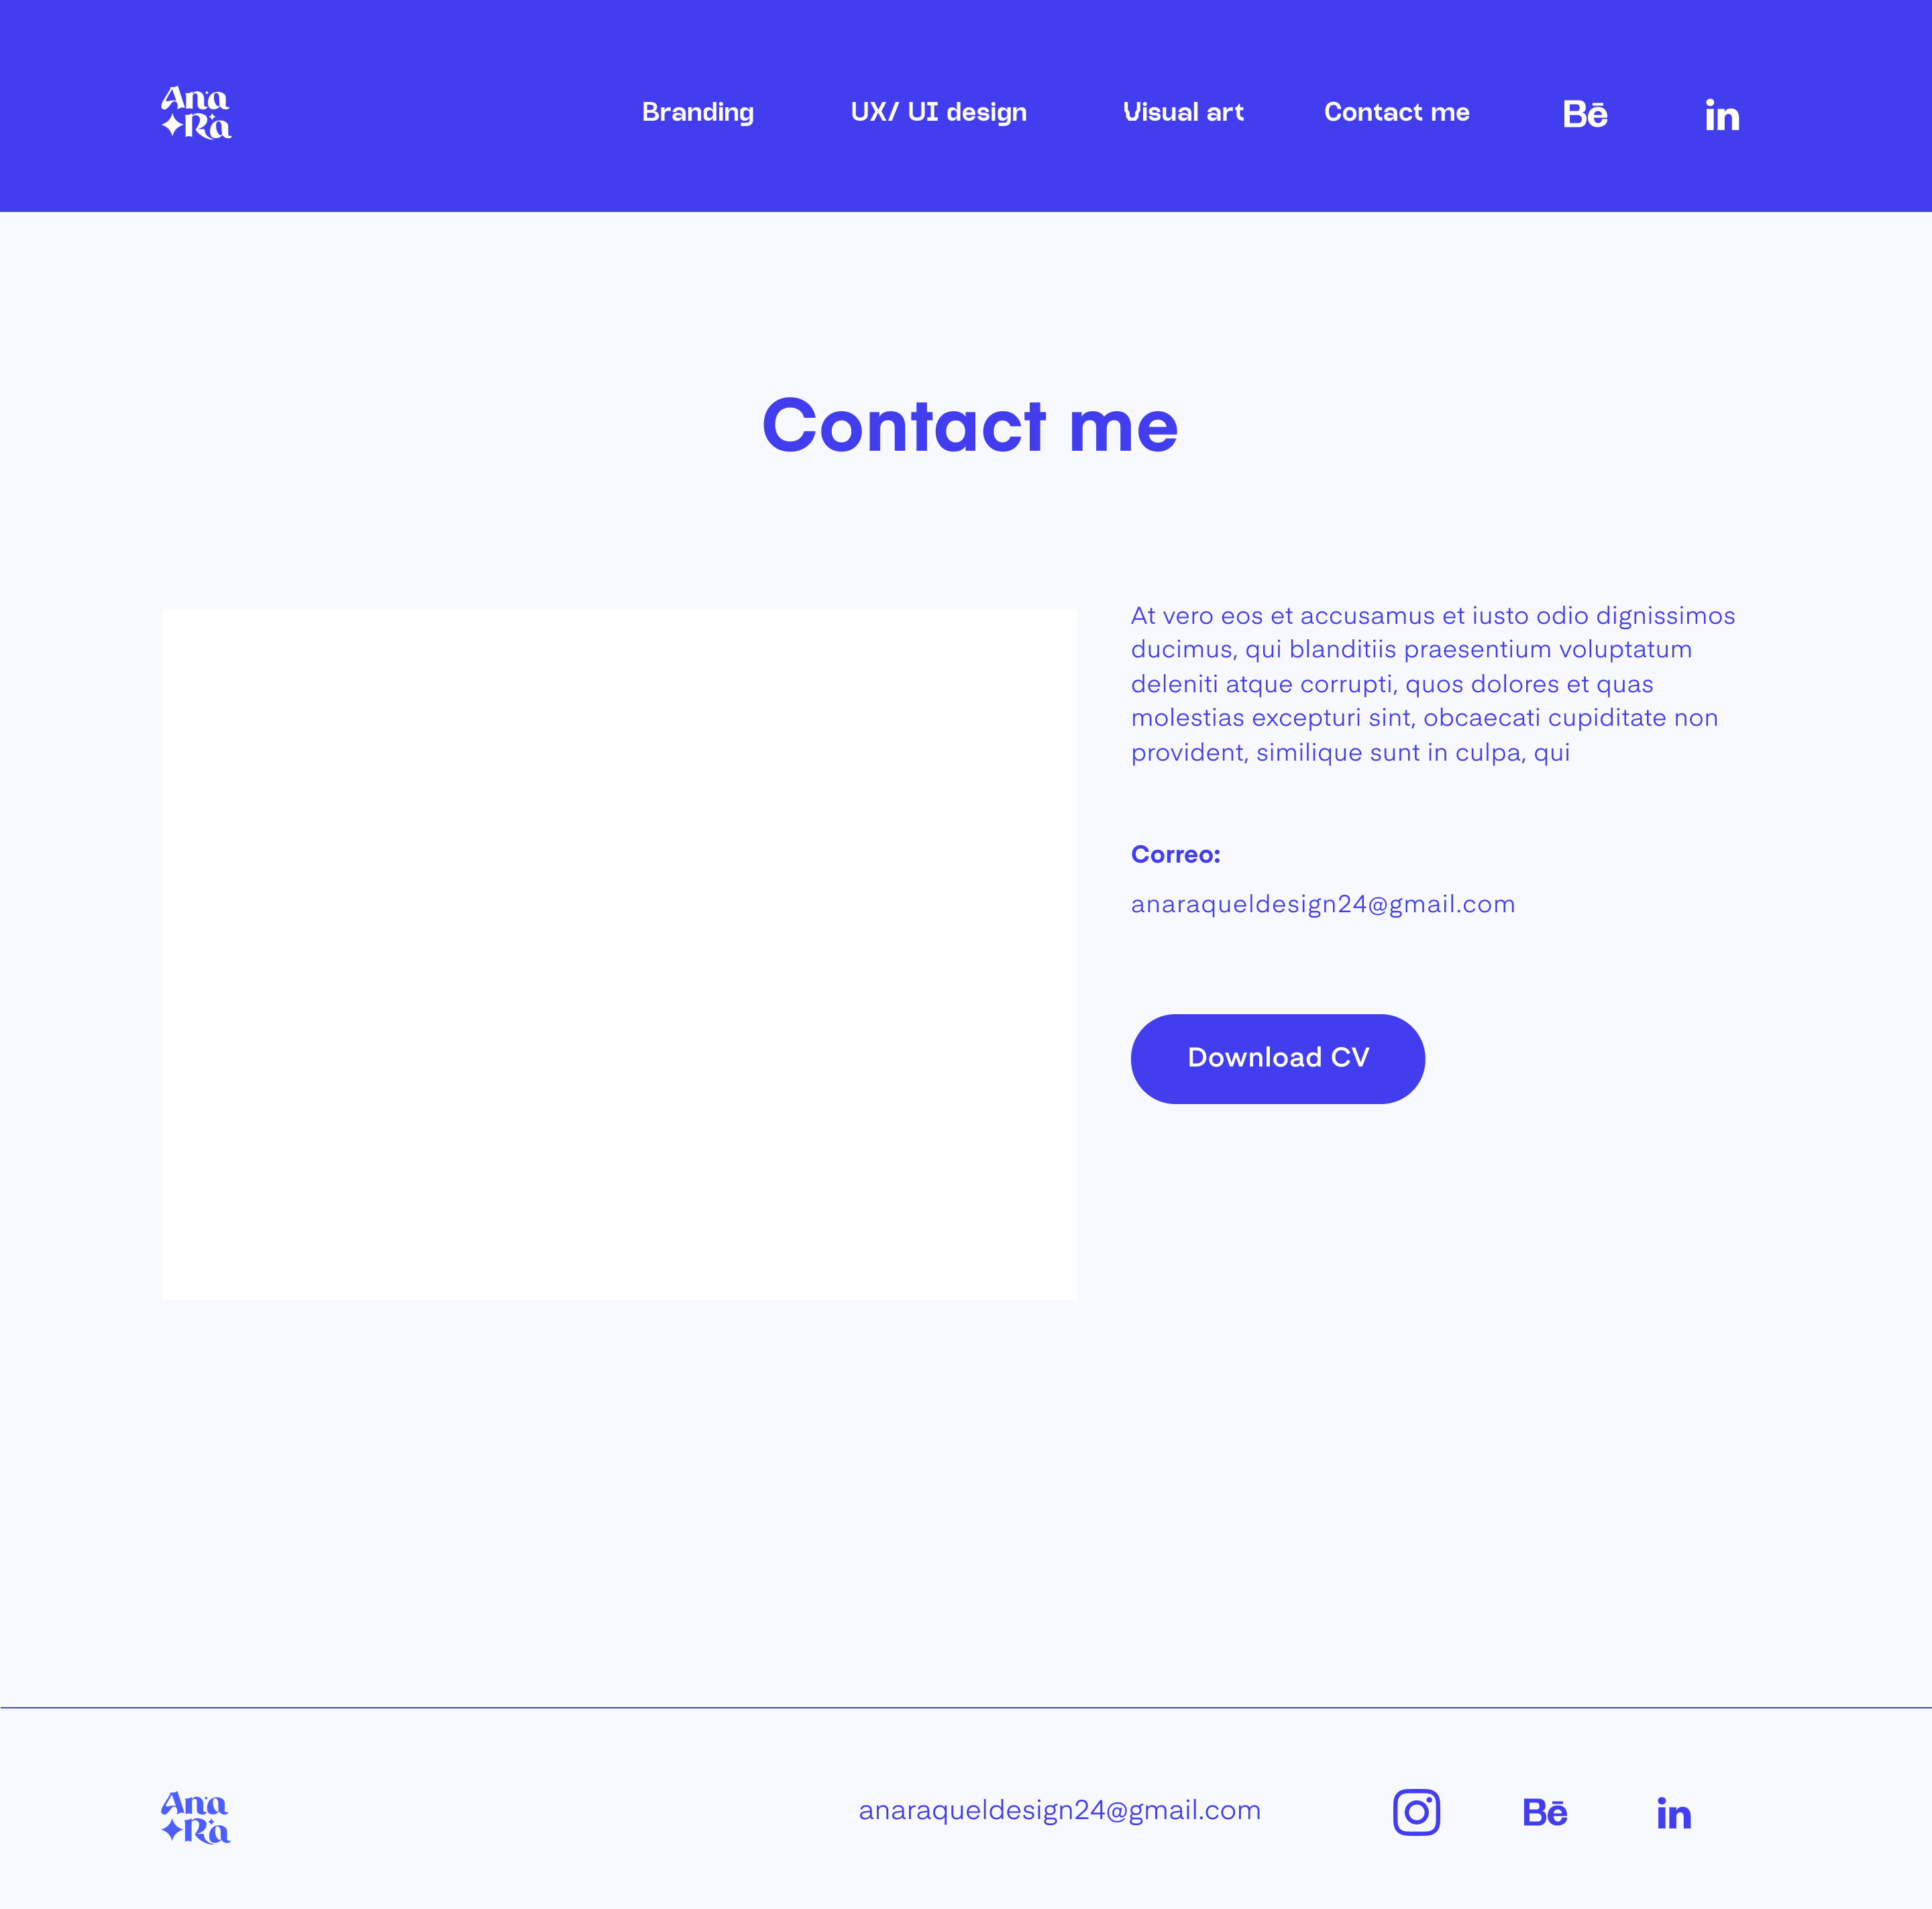 Ana
Ra
Branding
UX/ UI design
Visual art
Contact me
Bē
in
Contact me
At vero eos et accusamus et iusto odio dignissimos
ducimus, qui blanditiis praesentium voluptatum
deleniti atque corrupti, quos dolores et quas
molestias excepturi sint, obcaecati cupiditate non
provident, similique sunt in culpa, qui
Correo:
anaraqueldesign24@gmail.com
Download CV
Ana
Ra
anaraqueldesign24@gmail.com
Bē
in